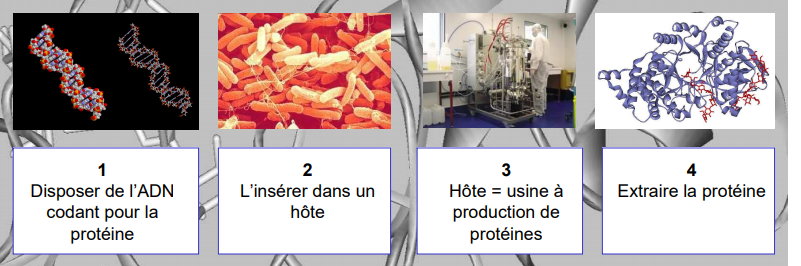 1
Disposer de l'ADN
codant pour la
protéine
2
L'insérer dans un
hôte
3
Hôte = usine à
production de
protéines
4
Extraire la protéine